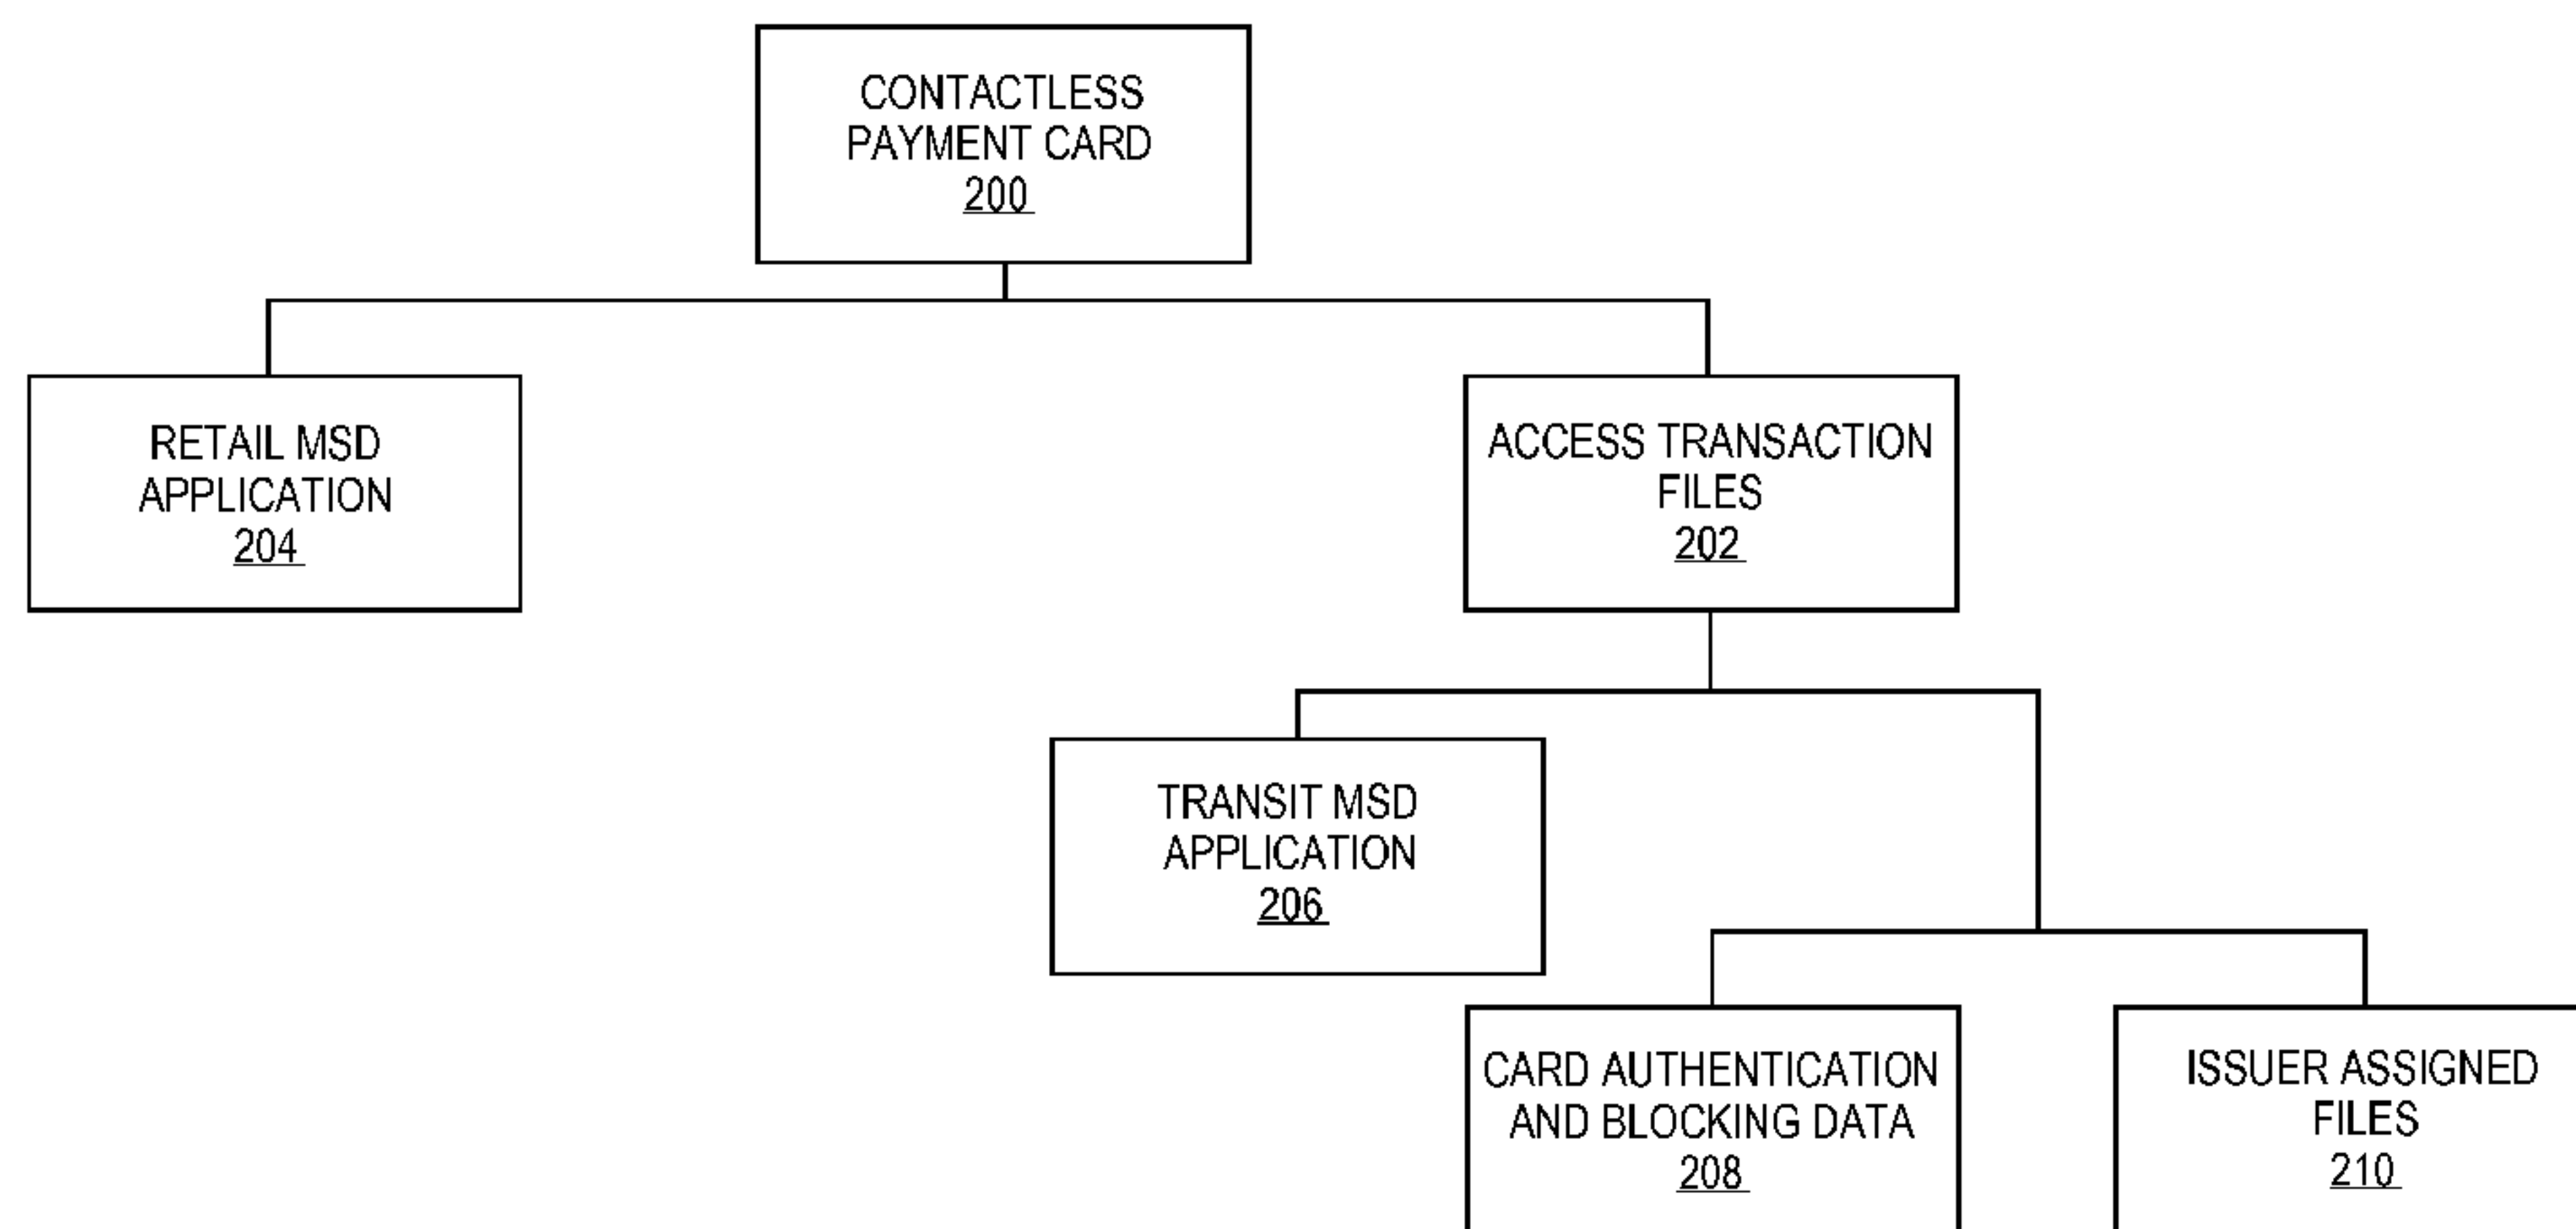 CONTACTLESS
PAYMENT CARD
200
RETAIL MSD
APPLICATION
204
ACCESS TRANSACTION
FILES
202
TRANSIT MSD
APPLICATION
206
CARD AUTHENTICATION
AND BLOCKING DATA
208
ISSUER ASSIGNED
FILES
210